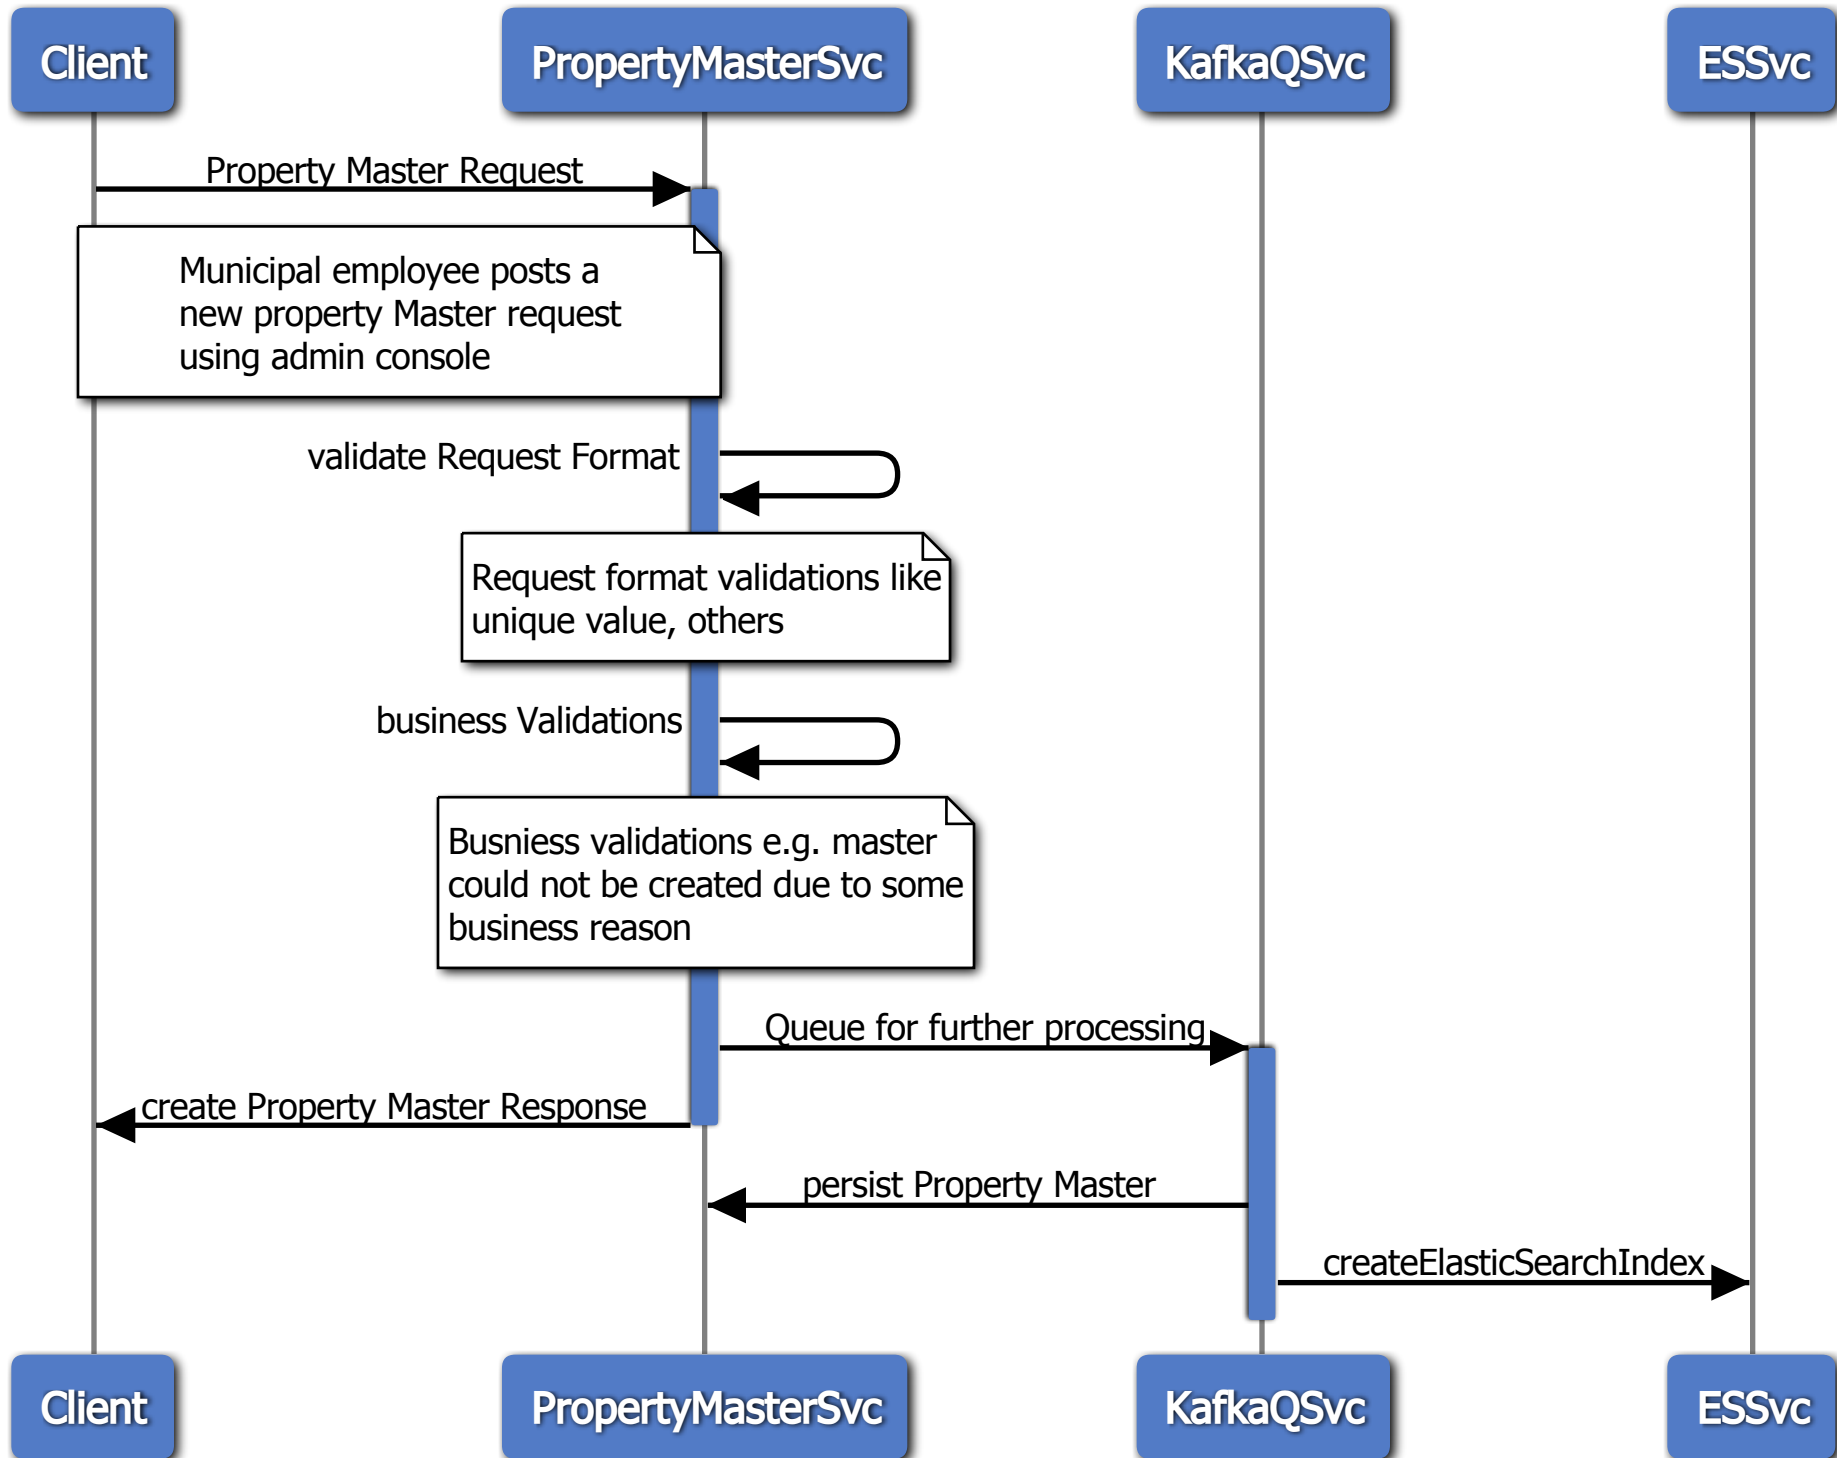 Client
PropertyMasterSvc
KafkaQSvc
ESSvc
Property Master Request
Municipal employee posts a
new property Master request
using admin console
validate Request Format
Request format validations like
unique value, others
business Validations
Busniess validations e.g. master
could not be created due to some
business reason
Queue for further processing
create Property Master Response
persist Property Master
createElasticSearchIndex
Client
PropertyMasterSvc
KafkaQSvc
ESSvc